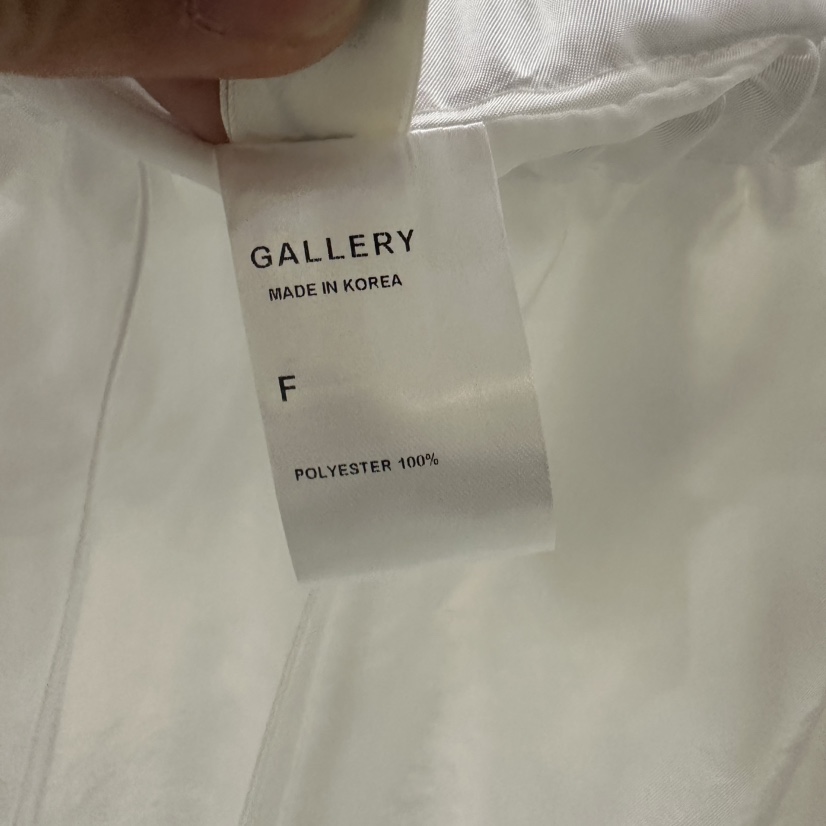 GALLERY
MADE IN KOREA
F
POLYESTER 100%